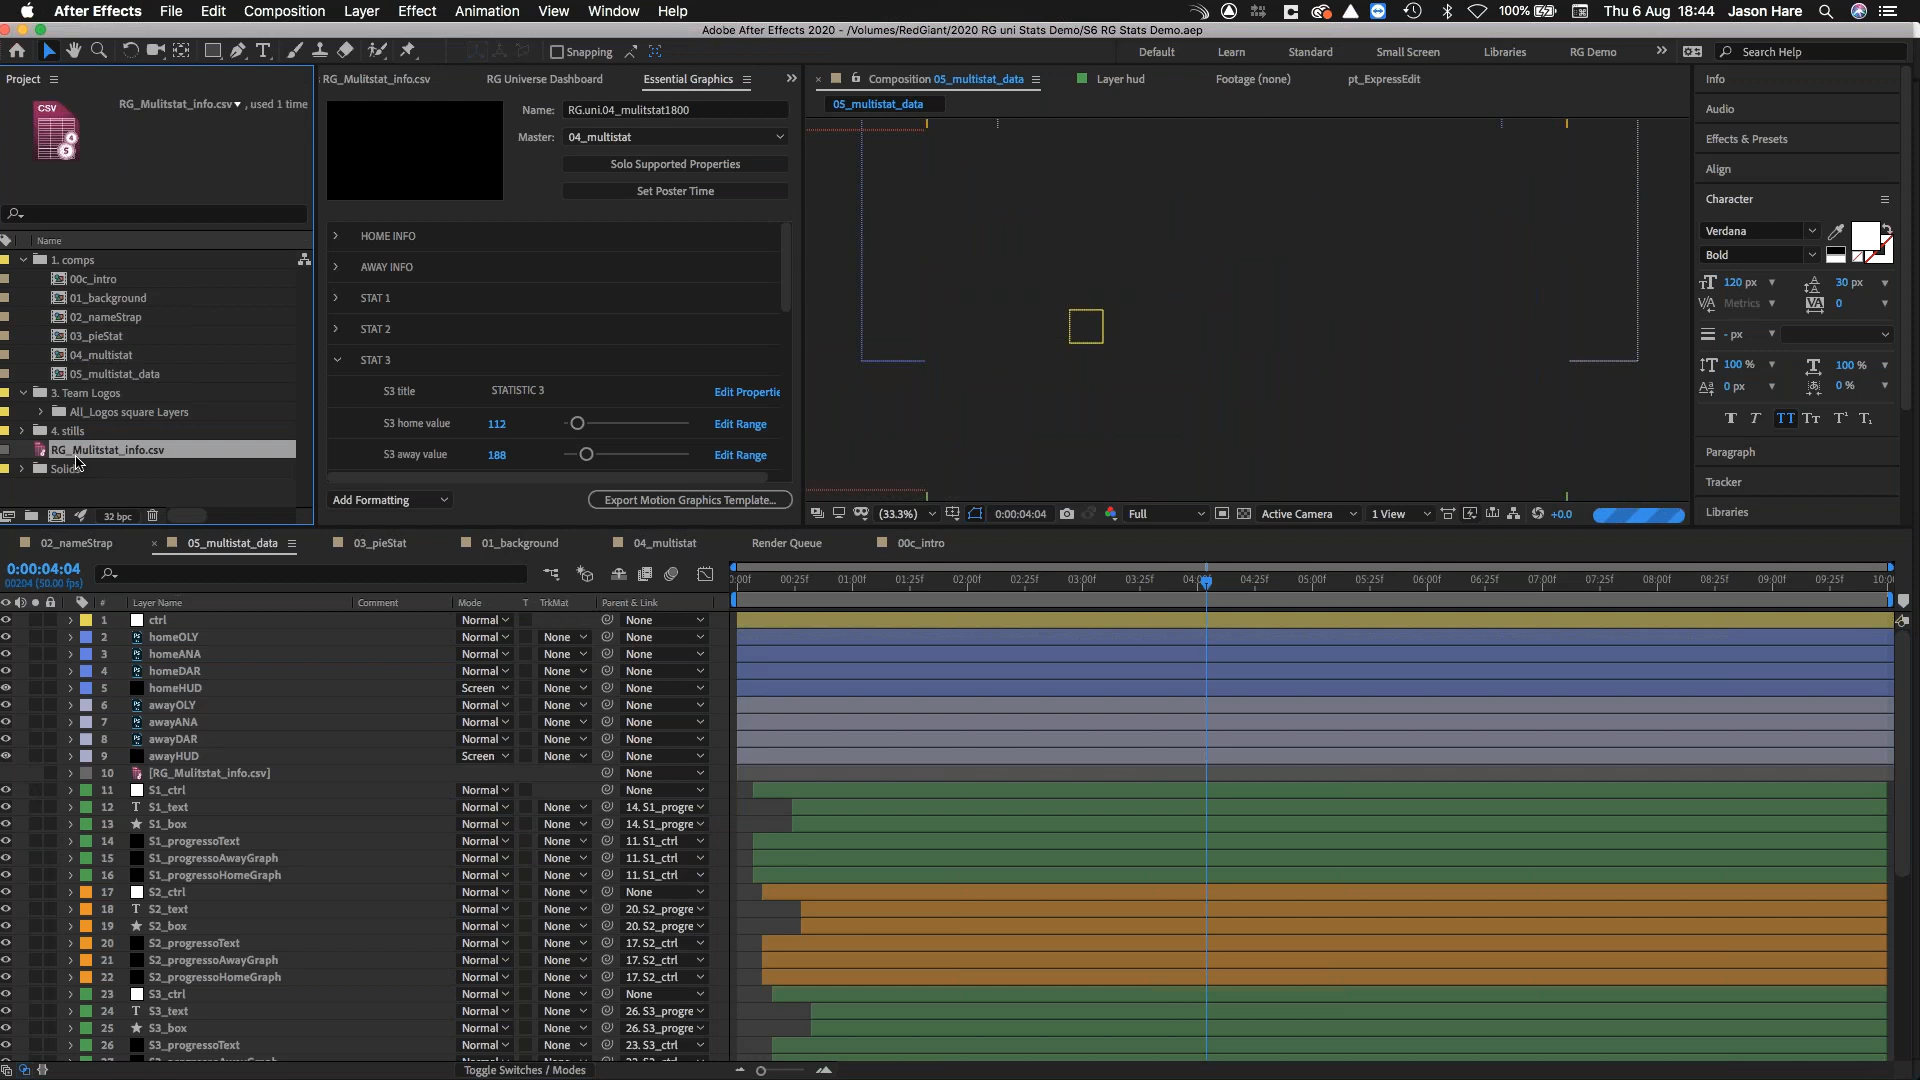 After Effects File Edit Composition Layer Effect Animation View Window Help 100% Thu 6 Aug 18:44 Jason Hare
Adobe After Effects 2020 - /Volumes/RedGiant/2020 RG uni Stats Demo/S6 RG Stats Demo.aep
Snapping Default Learn Standard Small Screen Libraries RG Demo Search Help
Project
RG_Mulitstat_info.csv , used 1 time
CSV
Name
1. comps
00c_intro
01_background
02_nameStrap
03_pieStat
04_multistat
05_multistat_data
3. Team Logos
All_Logos square Layers
4. stills
RG_Mulitstat_info.csv
Solids
32 bpc
RG_Mulitstat_info.csv RG Universe Dashboard Essential Graphics
Name: RG.uni.04_mulitstat1800
Master: 04_multistat
Solo Supported Properties
Set Poster Time
HOME INFO
AWAY INFO
STAT 1
STAT 2
STAT 3
S3 title STATISTIC 3 Edit Propertie
S3 home value 112 Edit Range
S3 away value 188 Edit Range
Add Formatting Export Motion Graphics Template...
Composition 05_multistat_data Layer hud Footage (none) pt_ExpressEdit
05_multistat_data
(33.3%) 0:00:04:04 Full Active Camera 1 View +0.0
Info
Audio
Effects & Presets
Align
Character
Verdana
Bold
120 px 30 px
Metrics 0
- px
100 % 100 %
0 px 0 %
T T TT Tt T T
Paragraph
Tracker
Libraries
02_nameStrap 05_multistat_data 03_pieStat 01_background 04_multistat Render Queue 00c_intro
0:00:04:04
00204 (50.00 fps)
0:00f 00:25f 01:00f 01:25f 02:00f 02:25f 03:00f 03:25f 04:00f 04:25f 05:00f 05:25f 06:00f 06:25f 07:00f 07:25f 08:00f 08:25f 09:00f 09:25f 10:0
# Layer Name Comment Mode T TrkMat Parent & Link
1 ctrl Normal None
2 homeOLY Normal None None
3 homeANA Normal None None
4 homeDAR Normal None None
5 homeHUD Screen None None
6 awayOLY Normal None None
7 awayANA Normal None None
8 awayDAR Normal None None
9 awayHUD Screen None None
10 [RG_Mulitstat_info.csv] None
11 S1_ctrl Normal None
12 S1_text Normal None 14. S1_progre
13 S1_box Normal None 14. S1_progre
14 S1_progressoText Normal None 11. S1_ctrl
15 S1_progressoAwayGraph Normal None 11. S1_ctrl
16 S1_progressoHomeGraph Normal None 11. S1_ctrl
17 S2_ctrl Normal None None
18 S2_text Normal None 20. S2_progre
19 S2_box Normal None 20. S2_progre
20 S2_progressoText Normal None 17. S2_ctrl
21 S2_progressoAwayGraph Normal None 17. S2_ctrl
22 S2_progressoHomeGraph Normal None 17. S2_ctrl
23 S3_ctrl Normal None None
24 S3_text Normal None 26. S3_progre
25 S3_box Normal None 26. S3_progre
26 S3_progressoText Normal None 23. S3_ctrl
Toggle Switches / Modes